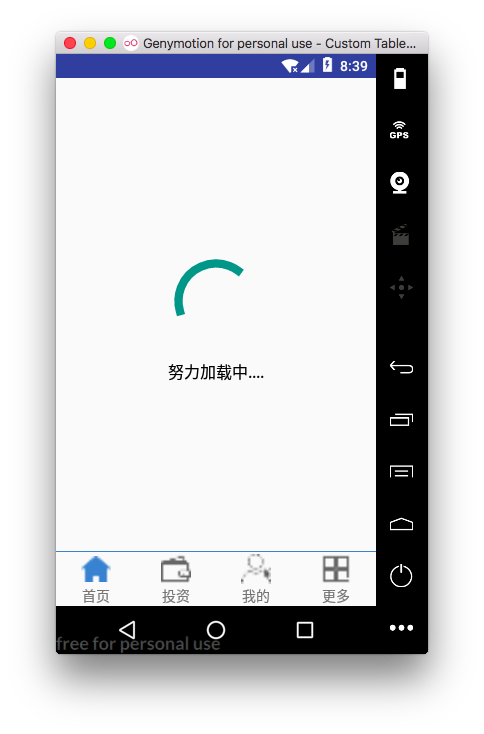 Genymotion for personal use - Custom Table...
8:39
GPS
努力加载中....
首页 投资 我的 更多
free for personal use